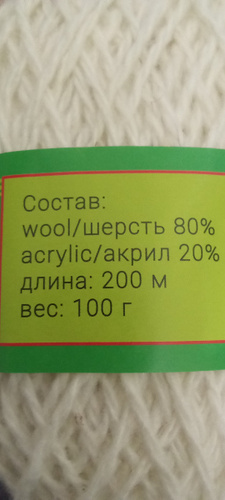 Состав:
wool/шерсть 80%
acrylic/акрил 20%
длина: 200 м
вес: 100 г